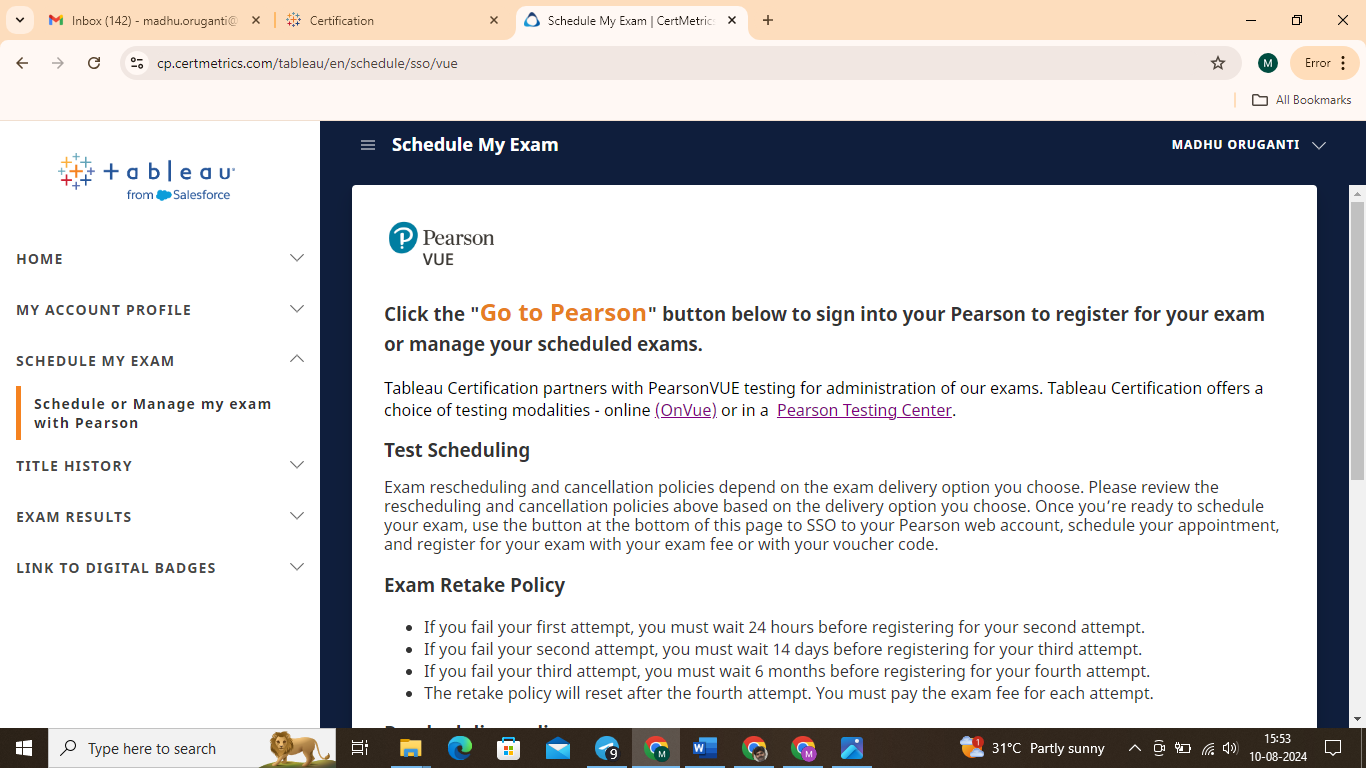 Inbox (142) - madhu.oruganti@
Certification
Schedule My Exam | CertMetrics
cp.certmetrics.com/tableau/en/schedule/sso/vue
M
Error
All Bookmarks
+ a b l e a u
from Salesforce
Schedule My Exam
MADHU ORUGANTI
HOME
MY ACCOUNT PROFILE
SCHEDULE MY EXAM
Schedule or Manage my exam
with Pearson
TITLE HISTORY
EXAM RESULTS
LINK TO DIGITAL BADGES
Pearson
VUE
Click the "Go to Pearson" button below to sign into your Pearson to register for your exam
or manage your scheduled exams.
Tableau Certification partners with PearsonVUE testing for administration of our exams. Tableau Certification offers a
choice of testing modalities - online (OnVue) or in a Pearson Testing Center.
Test Scheduling
Exam rescheduling and cancellation policies depend on the exam delivery option you choose. Please review the
rescheduling and cancellation policies above based on the delivery option you choose. Once you're ready to schedule
your exam, use the button at the bottom of this page to SSO to your Pearson web account, schedule your appointment,
and register for your exam with your exam fee or with your voucher code.
Exam Retake Policy
• If you fail your first attempt, you must wait 24 hours before registering for your second attempt.
• If you fail your second attempt, you must wait 14 days before registering for your third attempt.
• If you fail your third attempt, you must wait 6 months before registering for your fourth attempt.
• The retake policy will reset after the fourth attempt. You must pay the exam fee for each attempt.
Type here to search
9
M
M
1
31°C Partly sunny
15:53
10-08-2024